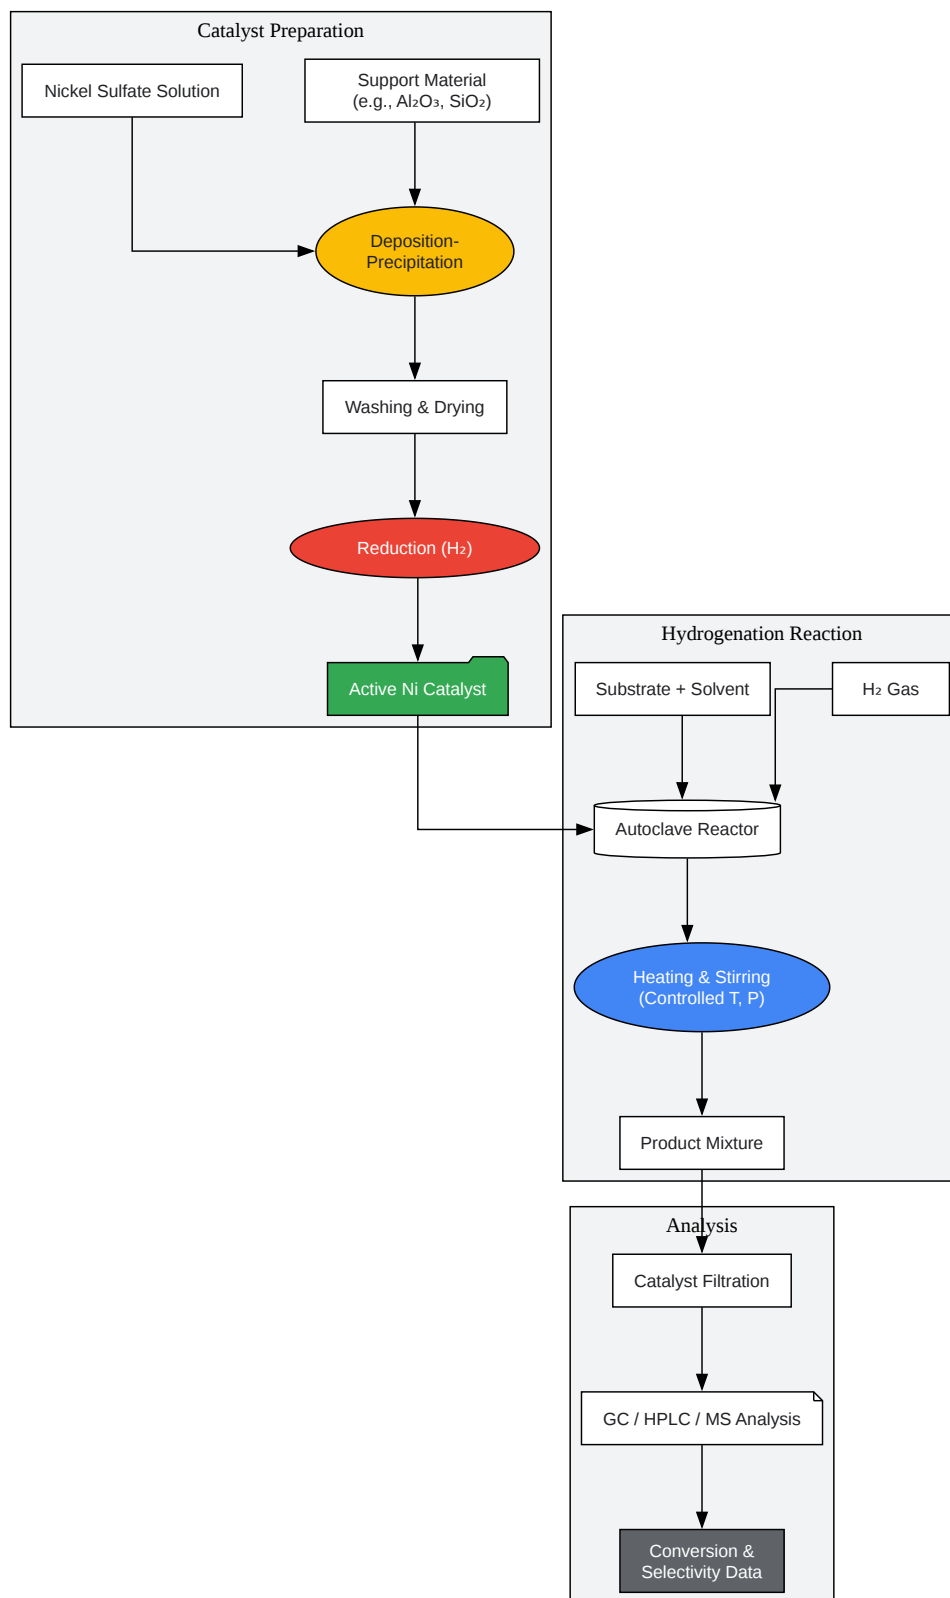 Catalyst Preparation
Nickel Sulfate Solution
Support Material
(e.g., Al₂O₃, SiO₂)
Deposition-
Precipitation
Washing & Drying
Reduction (H₂)
Active Ni Catalyst
Hydrogenation Reaction
Substrate + Solvent
H₂ Gas
Autoclave Reactor
Heating & Stirring
(Controlled T, P)
Product Mixture
Analysis
Catalyst Filtration
GC / HPLC / MS Analysis
Conversion &
Selectivity Data